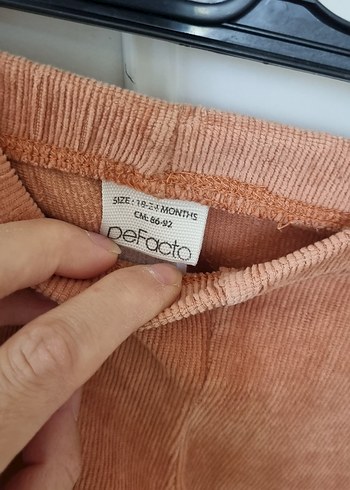 SIZE: 18-24 MONTHS
CM: 86-92
DeFacto